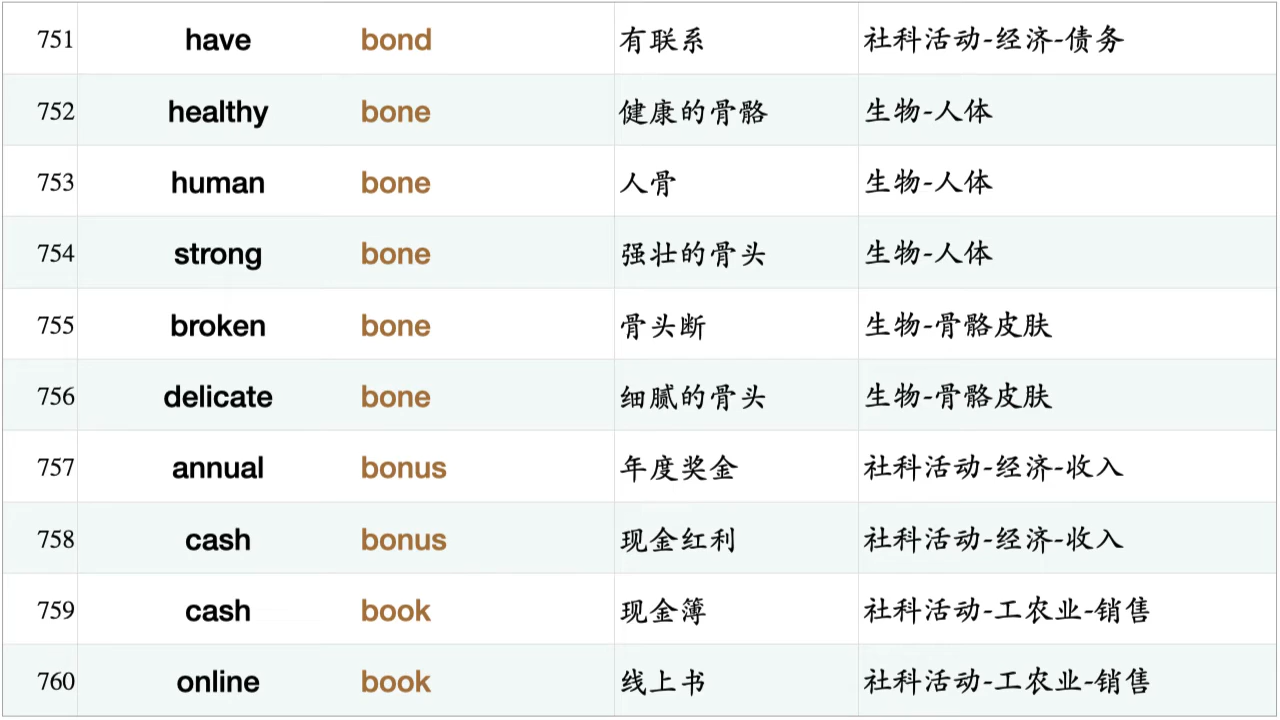 751 have bond 有联系 社科活动-经济-债务
752 healthy bone 健康的骨骼 生物-人体
753 human bone 人骨 生物-人体
754 strong bone 强壮的骨头 生物-人体
755 broken bone 骨头断 生物-骨骼皮肤
756 delicate bone 细腻的骨头 生物-骨骼皮肤
757 annual bonus 年度奖金 社科活动-经济-收入
758 cash bonus 现金红利 社科活动-经济-收入
759 cash book 现金簿 社科活动-工农业-销售
760 online book 线上书 社科活动-工农业-销售